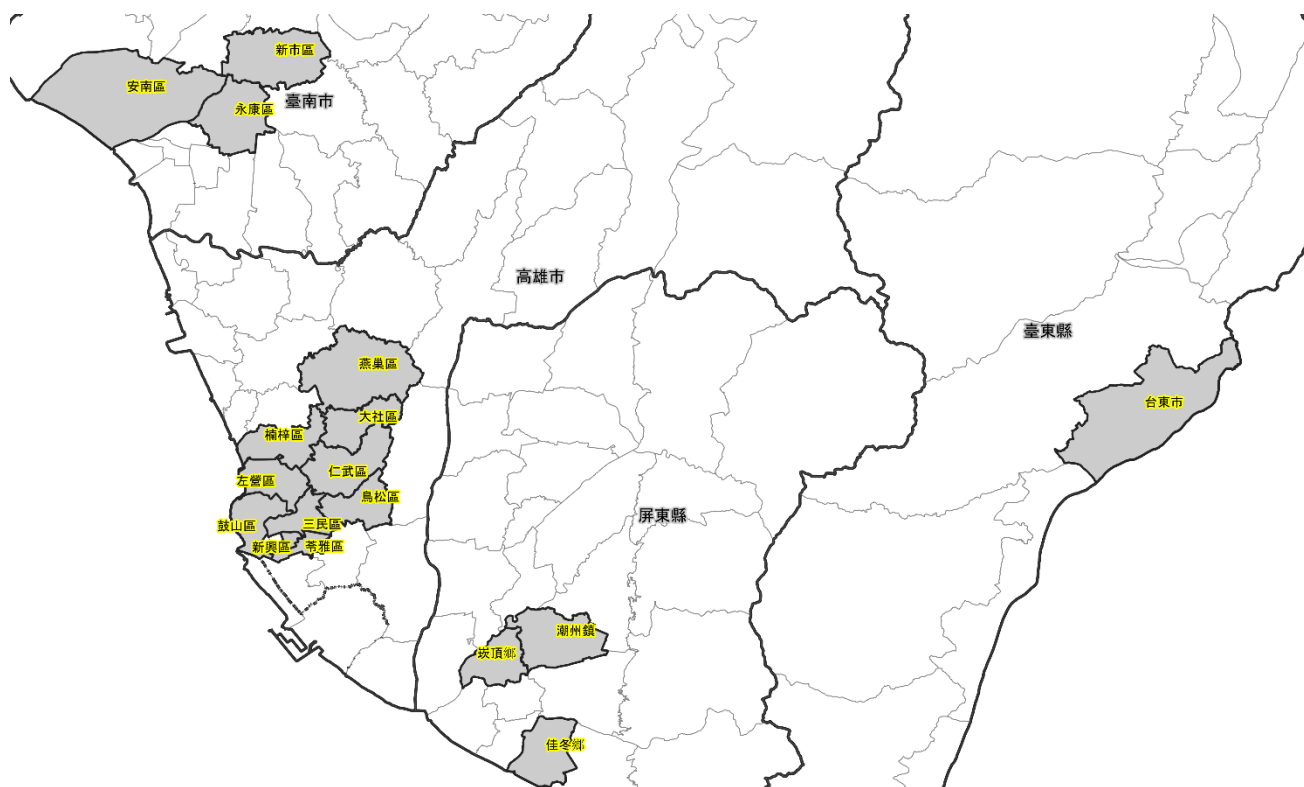 新市區
安南區
臺南市
永康區
高雄市
臺東縣
燕巢區
台東市
大社區
楠梓區
仁武區
左營區
鳥松區
屏東縣
鼓山區
三民區
新興區
苓雅區
潮州鎮
崁頂鄉
佳冬鄉